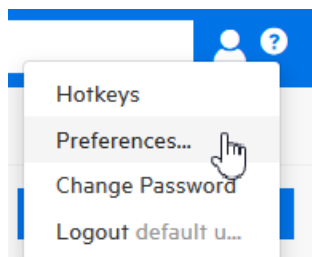 ?
Hotkeys
Preferences...
Change Password
Logout default u...